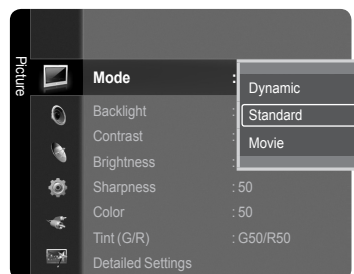 Picture
Mode :
Dynamic
Standard
Movie
Backlight :
Contrast :
Brightness :
Sharpness : 50
Color : 50
Tint (G/R) : G50/R50
Detailed Settings